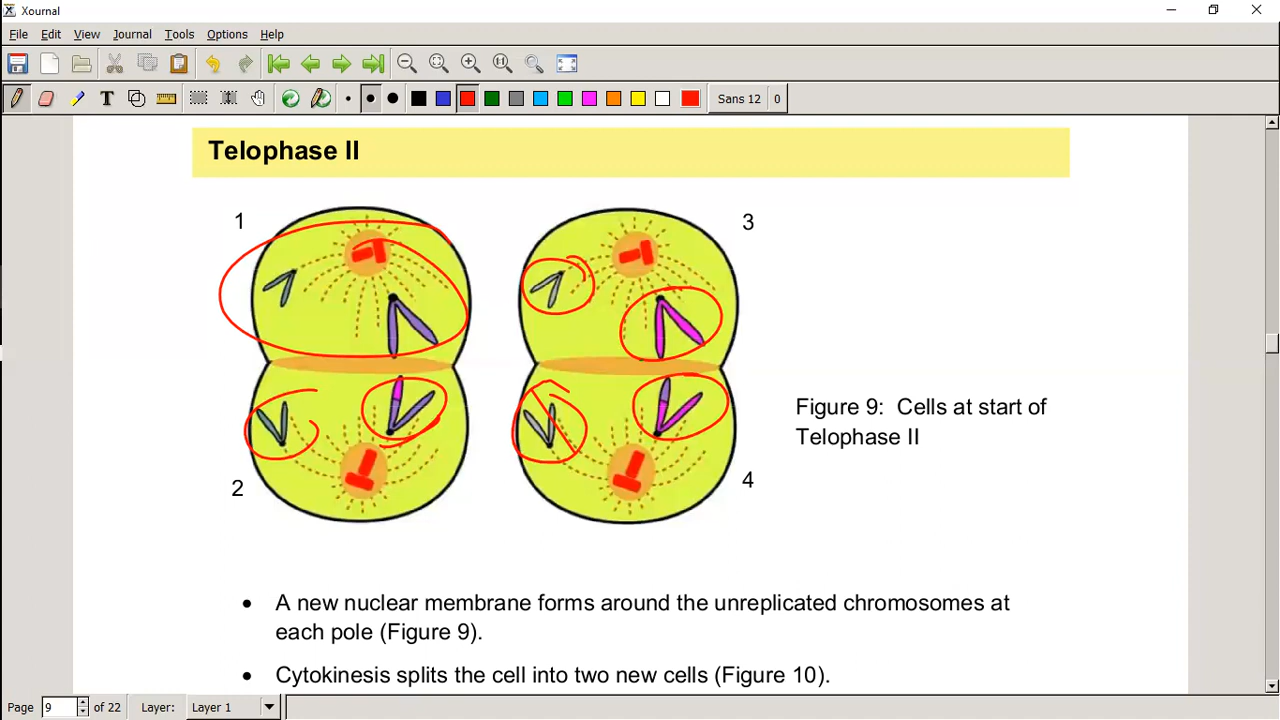 Xournal
File Edit View Journal Tools Options Help
Sans 12 0
Telophase II
1
3
Figure 9: Cells at start of
Telophase II
2
4
• A new nuclear membrane forms around the unreplicated chromosomes at
each pole (Figure 9).
• Cytokinesis splits the cell into two new cells (Figure 10).
Page 9 of 22 Layer: Layer 1